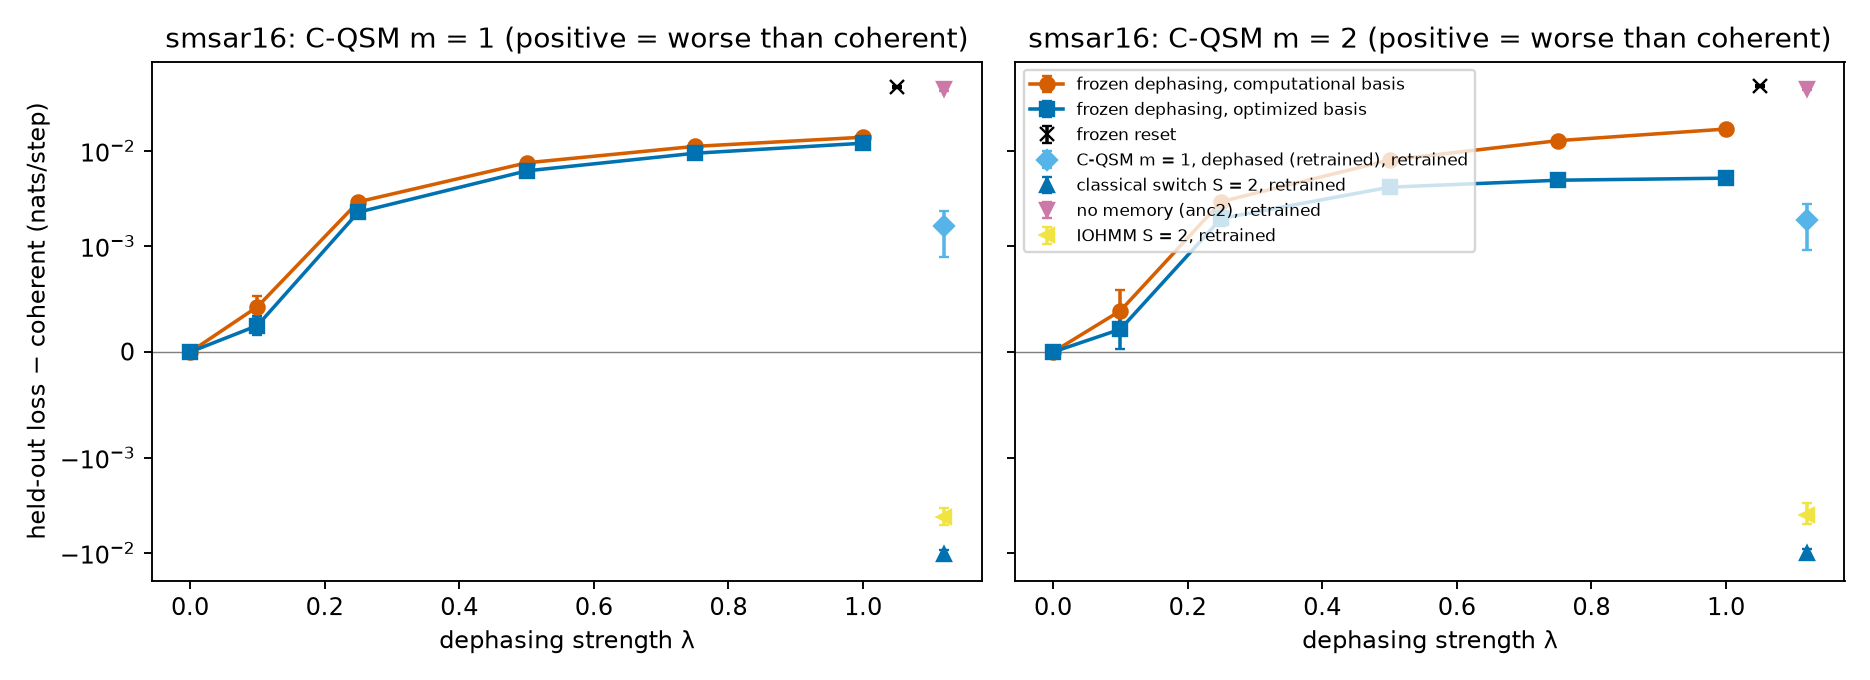 smsar16: C-QSM m = 1 (positive = worse than coherent)
held-out loss − coherent (nats/step)
10⁻²
10⁻³
0
−10⁻³
−10⁻²
0.0 0.2 0.4 0.6 0.8 1.0
dephasing strength λ
smsar16: C-QSM m = 2 (positive = worse than coherent)
frozen dephasing, computational basis
frozen dephasing, optimized basis
frozen reset
C-QSM m = 1, dephased (retrained), retrained
classical switch S = 2, retrained
no memory (anc2), retrained
IOHMM S = 2, retrained
0.0 0.2 0.4 0.6 0.8 1.0
dephasing strength λ